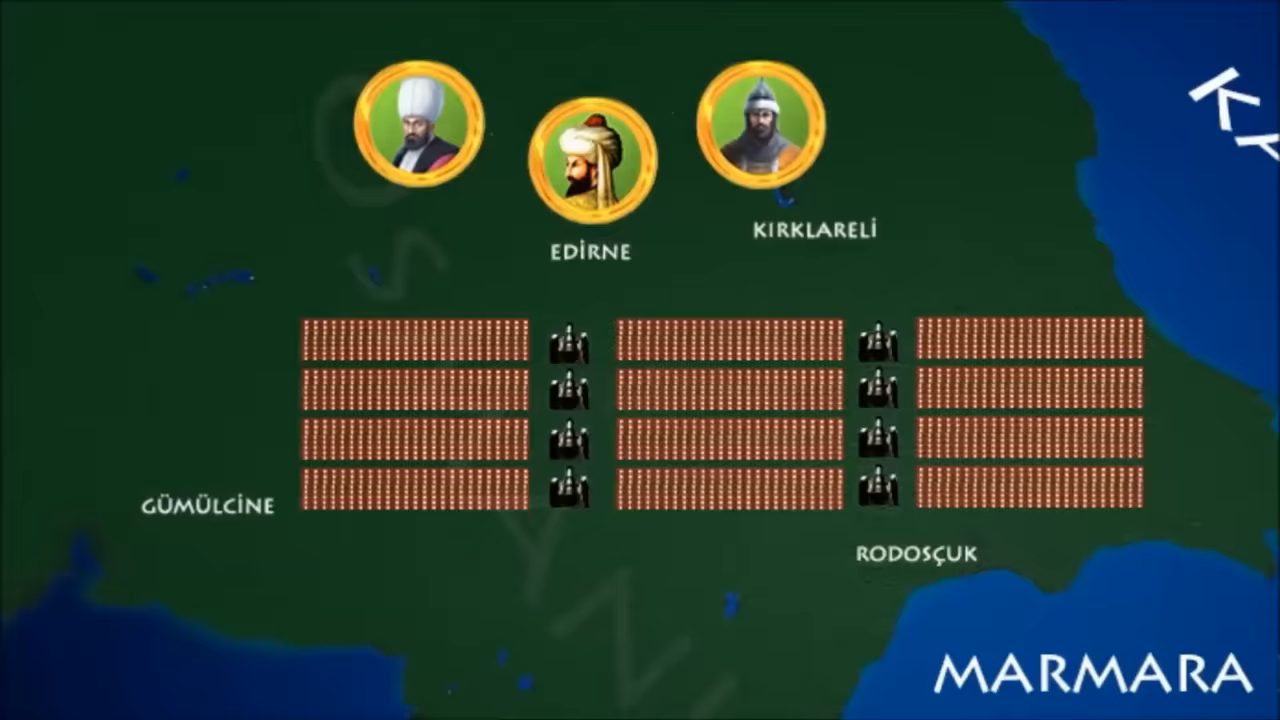 KIRKLARELİ
EDİRNE
GÜMÜLCİNE
RODOSÇUK
MARMARA